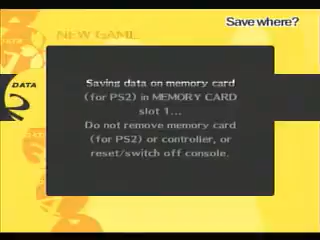 Save where?
NEW GAME
DATA
Saving data on memory card
(for PS2) in MEMORY CARD
slot 1...
Do not remove memory card
(for PS2) or controller, or
reset/switch off console.